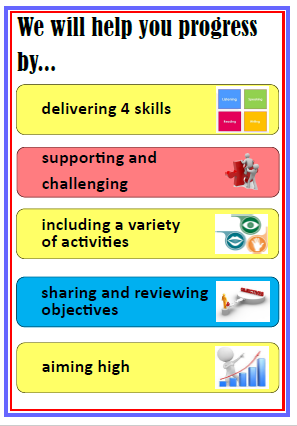 We will help you progress
by...
delivering 4 skills
Listening Speaking
Reading Writing
supporting and
challenging
including a variety
of activities
sharing and reviewing
objectives
aiming high